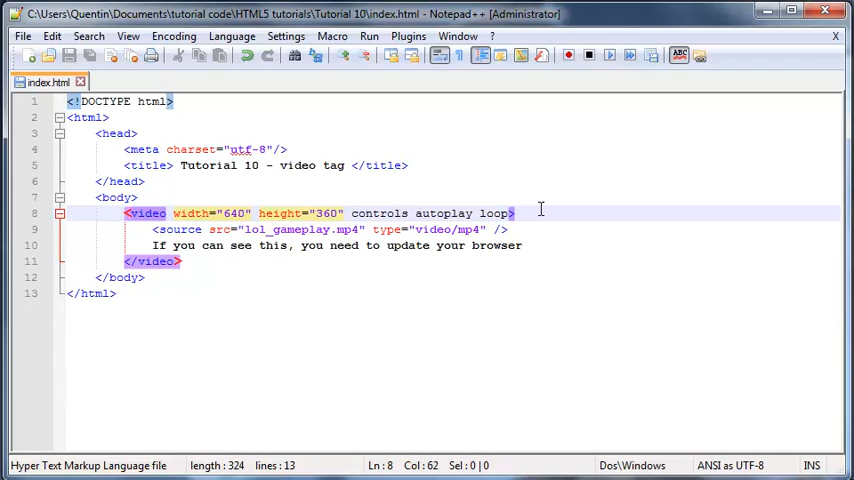 C:\Users\Quentin\Documents\tutorial code\HTML5 tutorials\Tutorial 10\index.html - Notepad++ [Administrator]
File Edit Search View Encoding Language Settings Macro Run Plugins Window ? X
ABC
index.html
1 <!DOCTYPE html>
2 <html>
3 <head>
4 <meta charset="utf-8"/>
5 <title> Tutorial 10 - video tag </title>
6 </head>
7 <body>
8 <video width="640" height="360" controls autoplay loop>
9 <source src="lol_gameplay.mp4" type="video/mp4" />
10 If you can see this, you need to update your browser
11 </video>
12 </body>
13 </html>
Hyper Text Markup Language file length : 324 lines : 13 Ln : 8 Col : 62 Sel : 0 | 0 Dos\Windows ANSI as UTF-8 INS